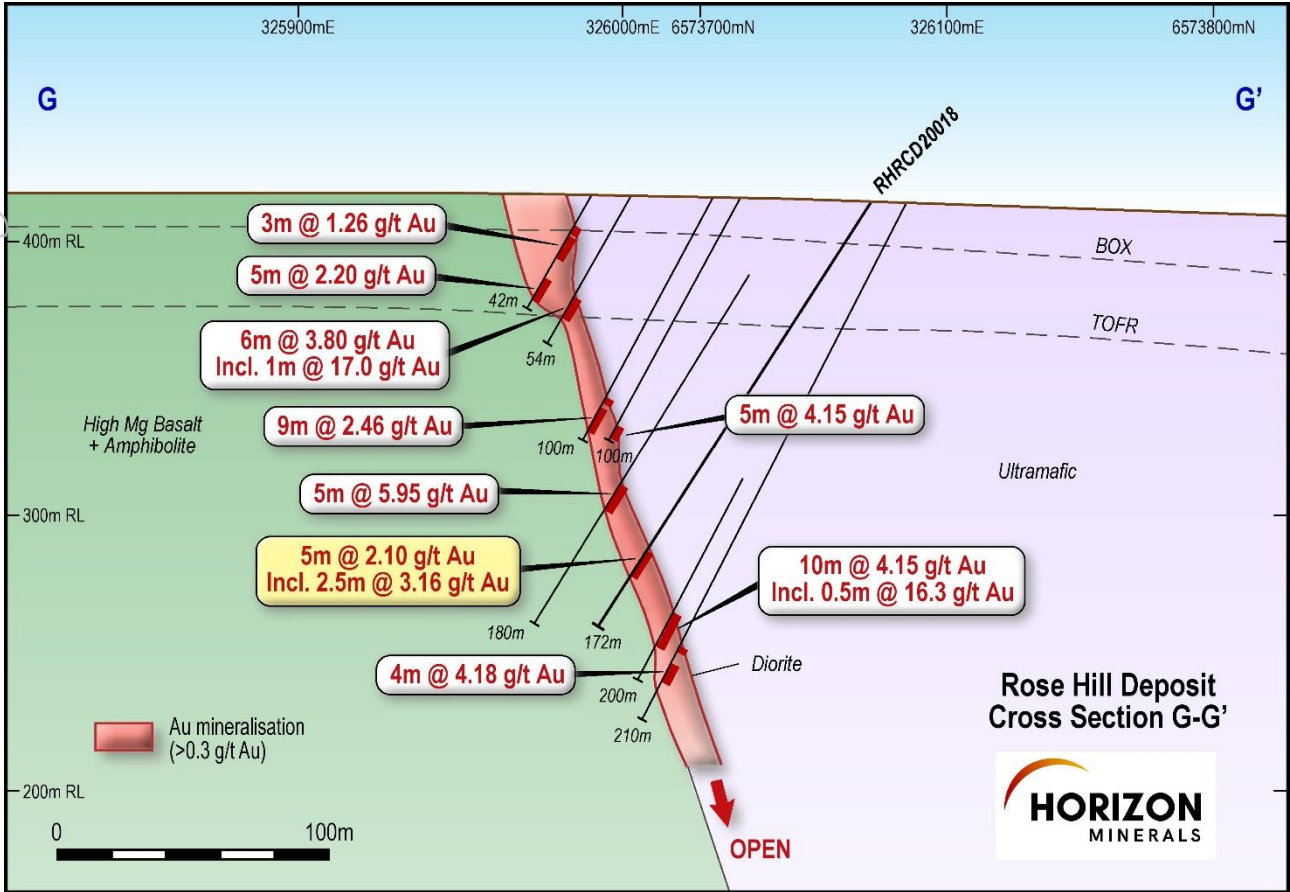 325900mE
326000mE
6573700mN
326100mE
6573800mN
G
G'
RHRCD20018
3m @ 1.26 g/t Au
400m RL
BOX
5m @ 2.20 g/t Au
42m
TOFR
6m @ 3.80 g/t Au
Incl. 1m @ 17.0 g/t Au
54m
High Mg Basalt
+ Amphibolite
9m @ 2.46 g/t Au
5m @ 4.15 g/t Au
100m
100m
Ultramafic
5m @ 5.95 g/t Au
300m RL
5m @ 2.10 g/t Au
Incl. 2.5m @ 3.16 g/t Au
10m @ 4.15 g/t Au
Incl. 0.5m @ 16.3 g/t Au
180m
172m
4m @ 4.18 g/t Au
Diorite
200m
210m
Rose Hill Deposit
Cross Section G-G'
Au mineralisation
(>0.3 g/t Au)
200m RL
HORIZON
MINERALS
0
100m
OPEN